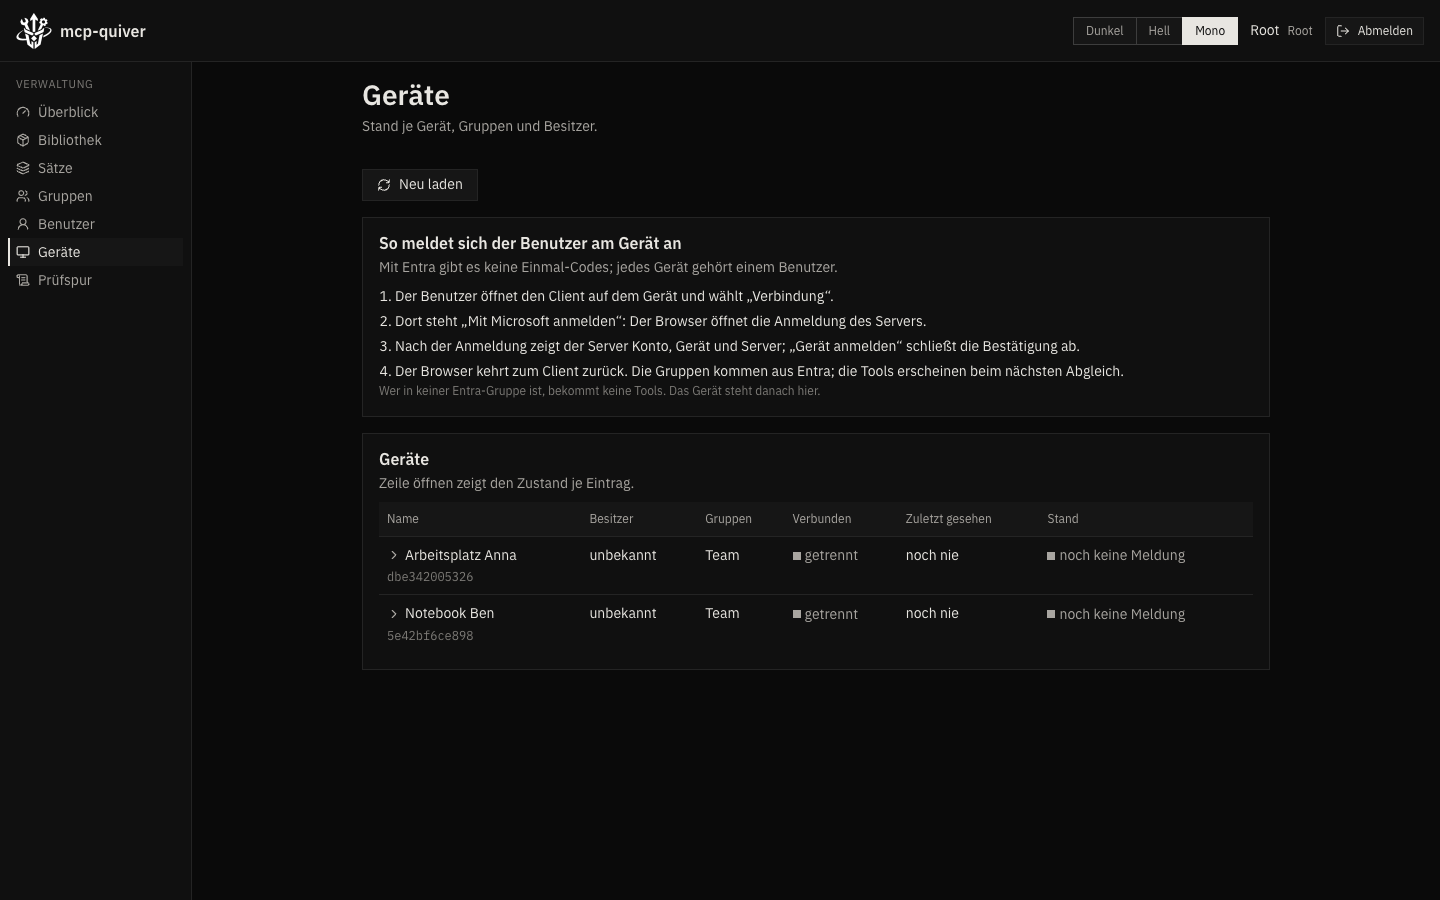 mcp-quiver
Dunkel Hell Mono Root Root Abmelden
VERWALTUNG
Überblick
Bibliothek
Sätze
Gruppen
Benutzer
Geräte
Prüfspur
Geräte
Stand je Gerät, Gruppen und Besitzer.
Neu laden
So meldet sich der Benutzer am Gerät an
Mit Entra gibt es keine Einmal-Codes; jedes Gerät gehört einem Benutzer.
1. Der Benutzer öffnet den Client auf dem Gerät und wählt „Verbindung“.
2. Dort steht „Mit Microsoft anmelden“: Der Browser öffnet die Anmeldung des Servers.
3. Nach der Anmeldung zeigt der Server Konto, Gerät und Server; „Gerät anmelden“ schließt die Bestätigung ab.
4. Der Browser kehrt zum Client zurück. Die Gruppen kommen aus Entra; die Tools erscheinen beim nächsten Abgleich.
Wer in keiner Entra-Gruppe ist, bekommt keine Tools. Das Gerät steht danach hier.
Geräte
Zeile öffnen zeigt den Zustand je Eintrag.
Name Besitzer Gruppen Verbunden Zuletzt gesehen Stand
Arbeitsplatz Anna unbekannt Team getrennt noch nie noch keine Meldung
dbe342005326
Notebook Ben unbekannt Team getrennt noch nie noch keine Meldung
5e42bf6ce898